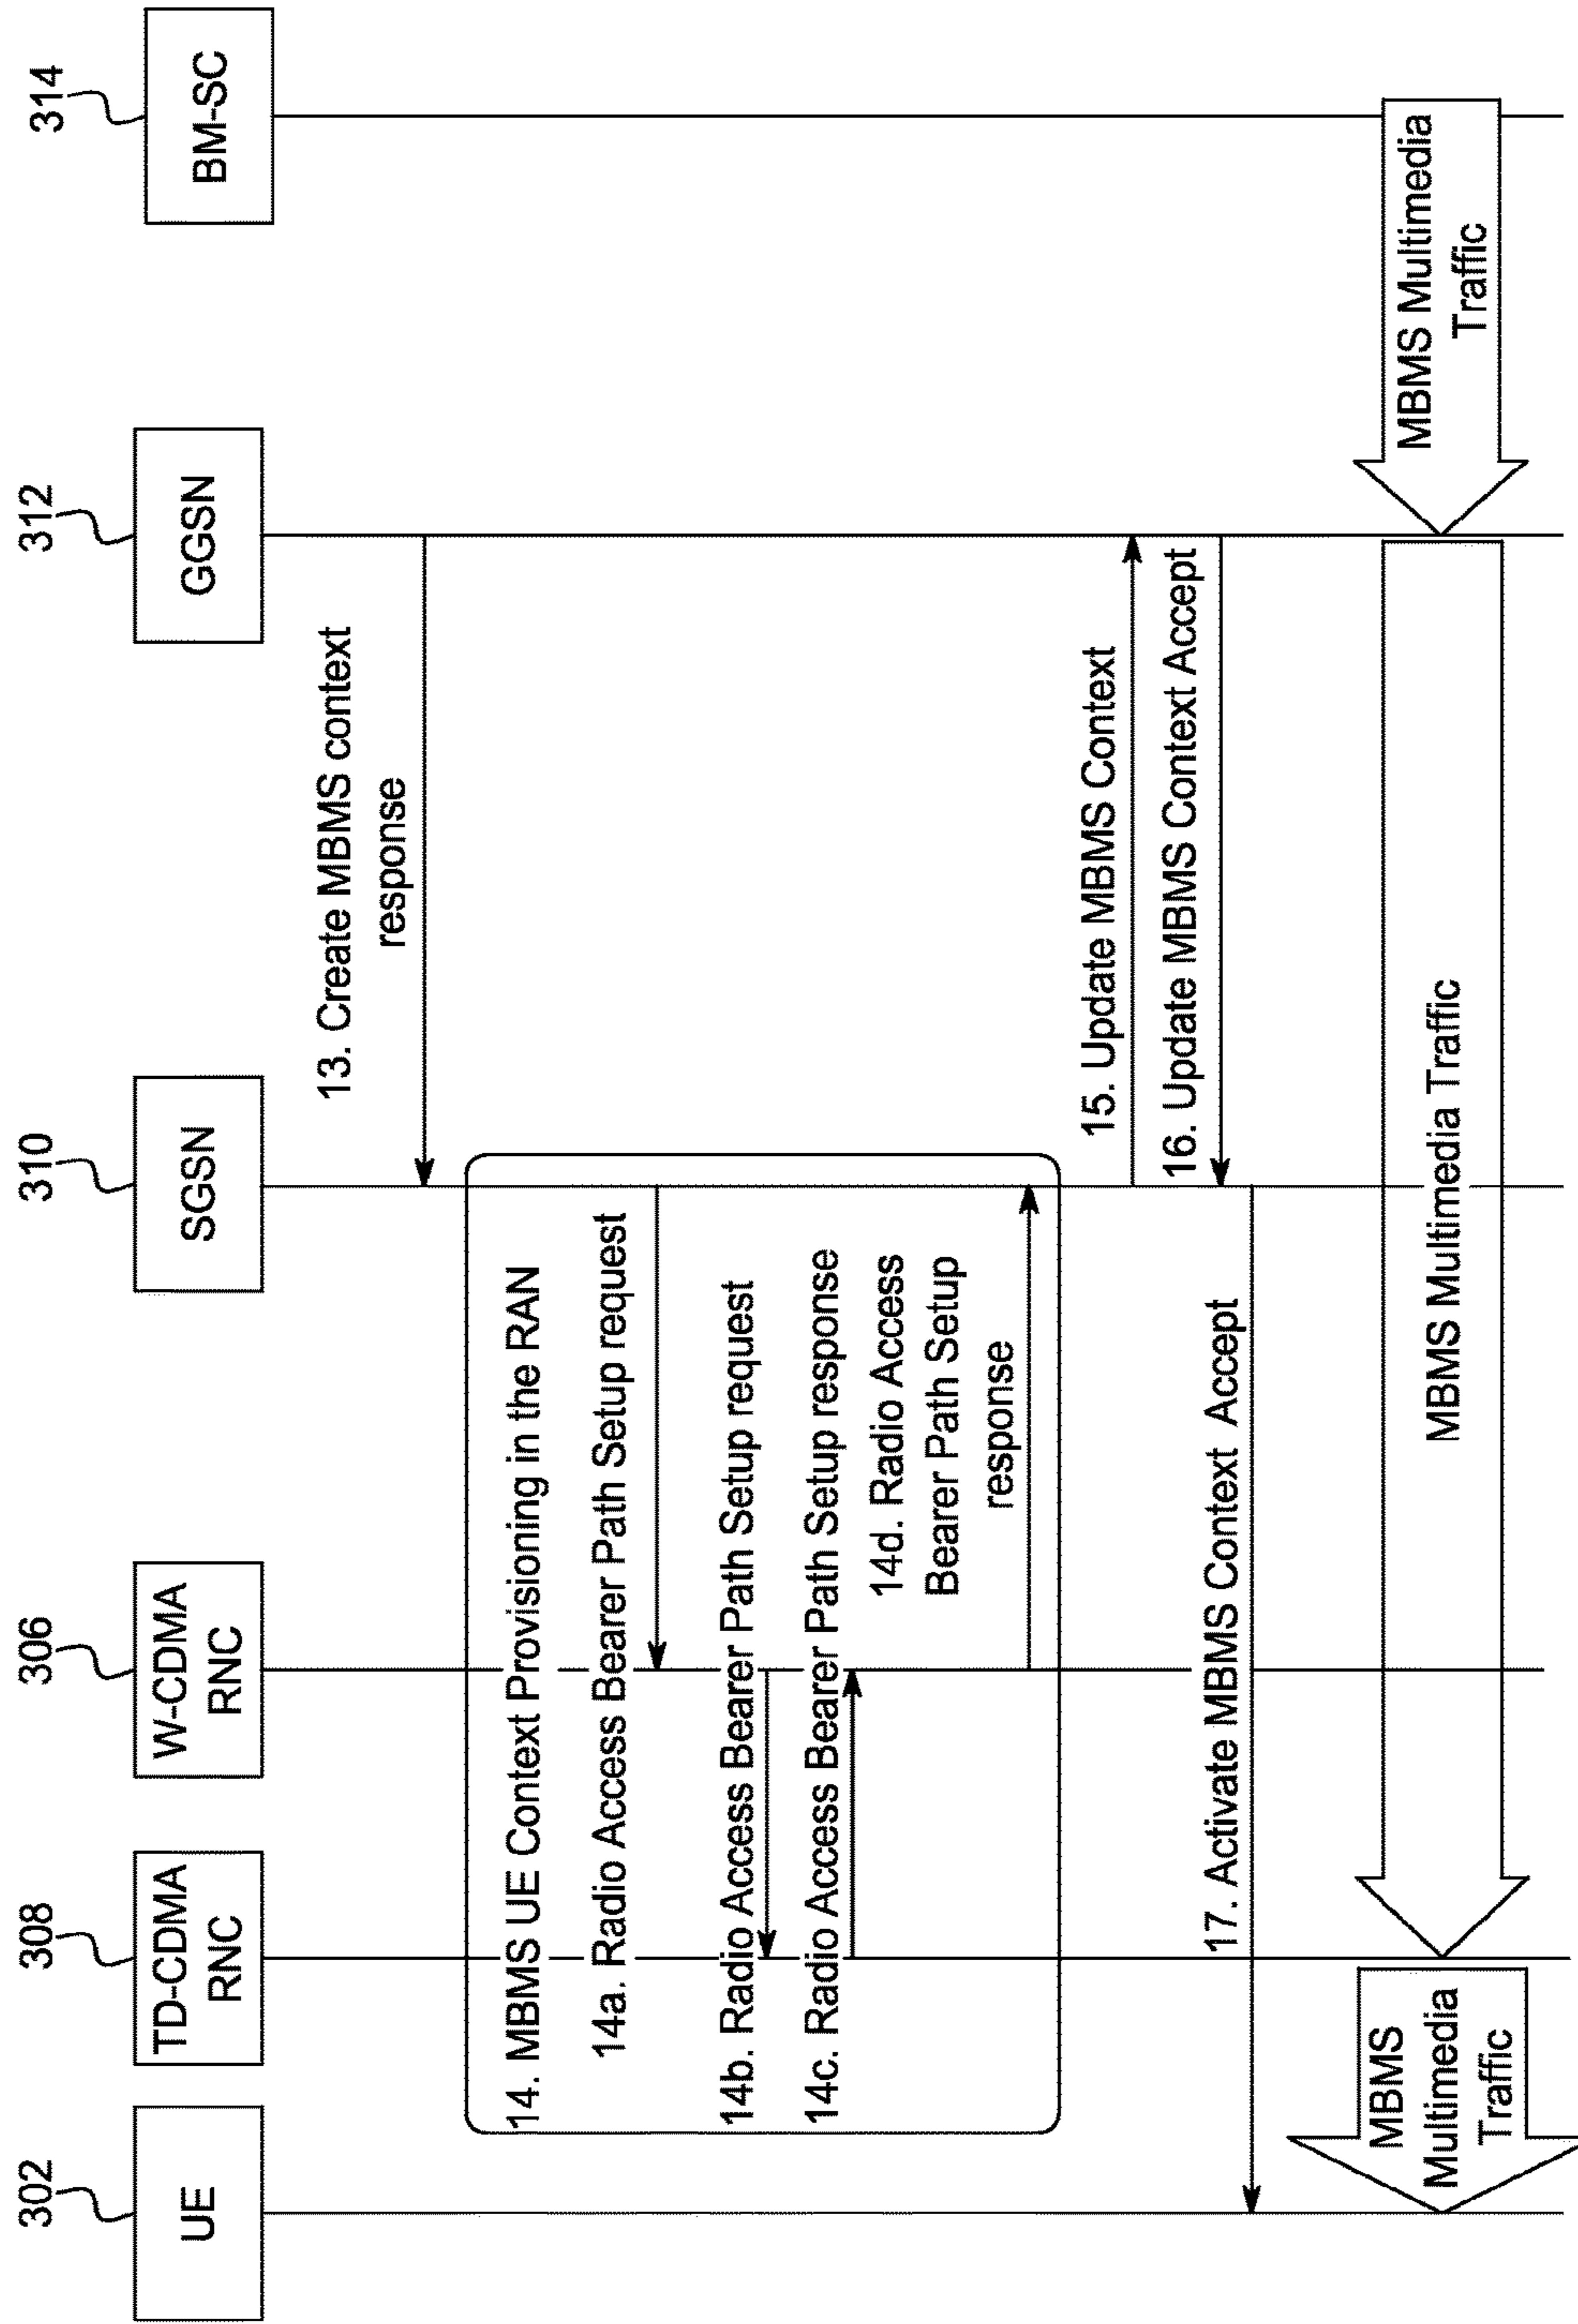 302
308
306
310
312
314
UE
TD-CDMA
RNC
W-CDMA
RNC
SGSN
GGSN
BM-SC
13. Create MBMS context
response
14. MBMS UE Context Provisioning in the RAN
14a. Radio Access Bearer Path Setup request
14b. Radio Access Bearer Path Setup request
14c. Radio Access Bearer Path Setup response
14d. Radio Access
Bearer Path Setup
response
15. Update MBMS Context
16. Update MBMS Context Accept
17. Activate MBMS Context Accept
MBMS
Multimedia
Traffic
MBMS Multimedia Traffic
MBMS Multimedia
Traffic